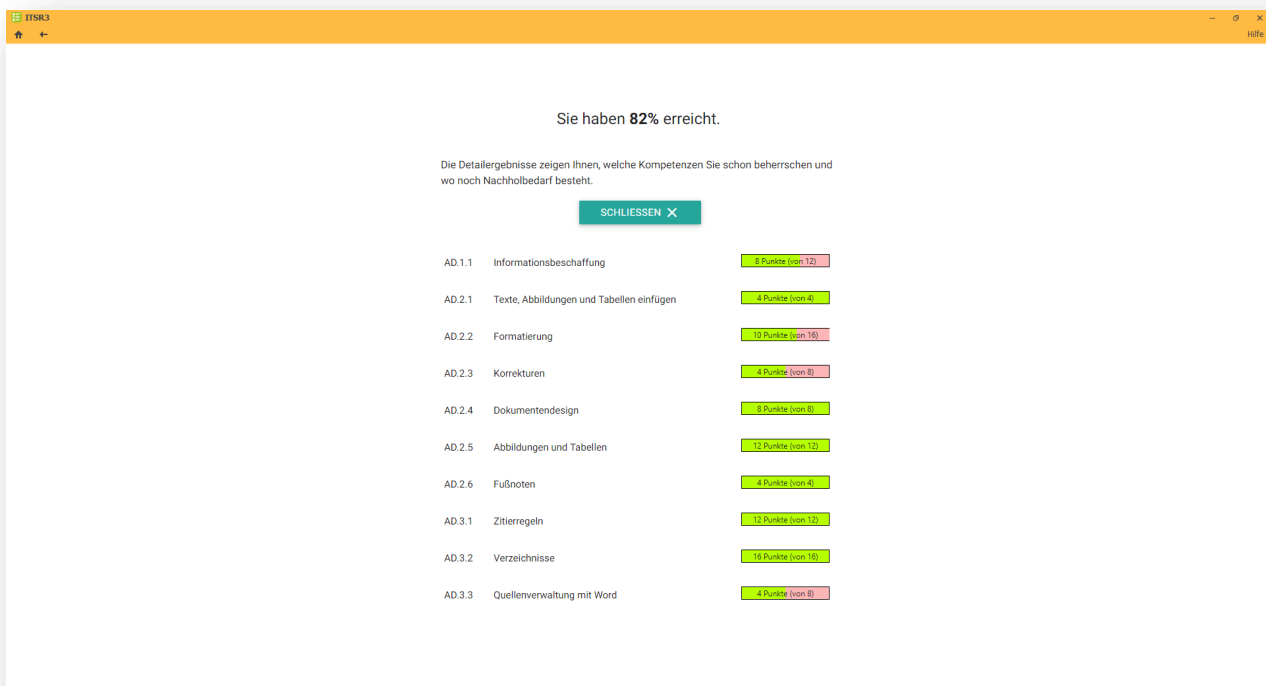 ITSR3
Hilfe
Sie haben 82% erreicht.
Die Detailergebnisse zeigen Ihnen, welche Kompetenzen Sie schon beherrschen und
wo noch Nachholbedarf besteht.
SCHLIESSEN
AD.1.1 Informationsbeschaffung 8 Punkte (von 12)
AD.2.1 Texte, Abbildungen und Tabellen einfügen 4 Punkte (von 4)
AD.2.2 Formatierung 10 Punkte (von 16)
AD.2.3 Korrekturen 4 Punkte (von 8)
AD.2.4 Dokumentendesign 8 Punkte (von 8)
AD.2.5 Abbildungen und Tabellen 12 Punkte (von 12)
AD.2.6 Fußnoten 4 Punkte (von 4)
AD.3.1 Zitierregeln 12 Punkte (von 12)
AD.3.2 Verzeichnisse 16 Punkte (von 16)
AD.3.3 Quellenverwaltung mit Word 4 Punkte (von 8)